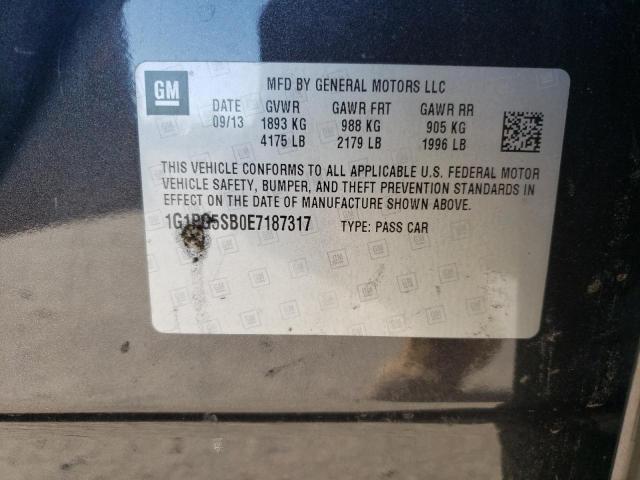 GM
MFD BY GENERAL MOTORS LLC
DATE GVWR GAWR FRT GAWR RR
09/13 1893 KG 988 KG 905 KG
4175 LB 2179 LB 1996 LB
THIS VEHICLE CONFORMS TO ALL APPLICABLE U.S. FEDERAL MOTOR
VEHICLE SAFETY, BUMPER, AND THEFT PREVENTION STANDARDS IN
EFFECT ON THE DATE OF MANUFACTURE SHOWN ABOVE.
1G1PG5SB0E7187317 TYPE: PASS CAR